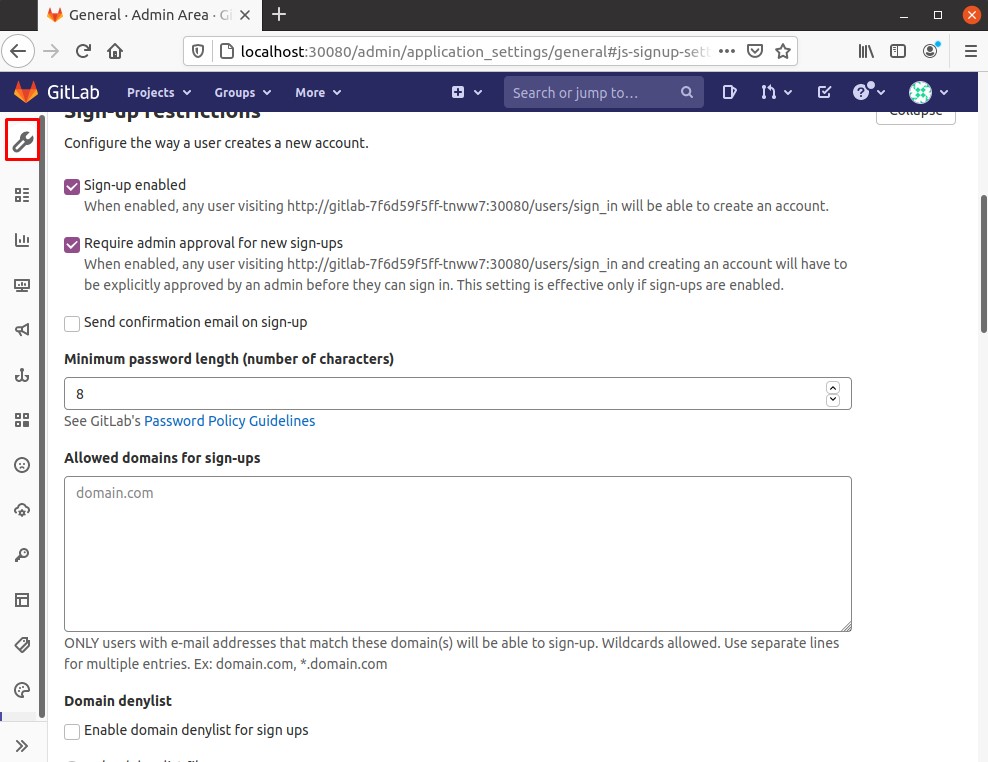 General · Admin Area · Gi
localhost:30080/admin/application_settings/general#js-signup-sett
GitLab Projects Groups More Search or jump to…
Sign-up restrictions
Collapse
Configure the way a user creates a new account.
Sign-up enabled
When enabled, any user visiting http://gitlab-7f6d59f5ff-tnww7:30080/users/sign_in will be able to create an account.
Require admin approval for new sign-ups
When enabled, any user visiting http://gitlab-7f6d59f5ff-tnww7:30080/users/sign_in and creating an account will have to
be explicitly approved by an admin before they can sign in. This setting is effective only if sign-ups are enabled.
Send confirmation email on sign-up
Minimum password length (number of characters)
8
See GitLab's Password Policy Guidelines
Allowed domains for sign-ups
domain.com
ONLY users with e-mail addresses that match these domain(s) will be able to sign-up. Wildcards allowed. Use separate lines
for multiple entries. Ex: domain.com, *.domain.com
Domain denylist
Enable domain denylist for sign ups